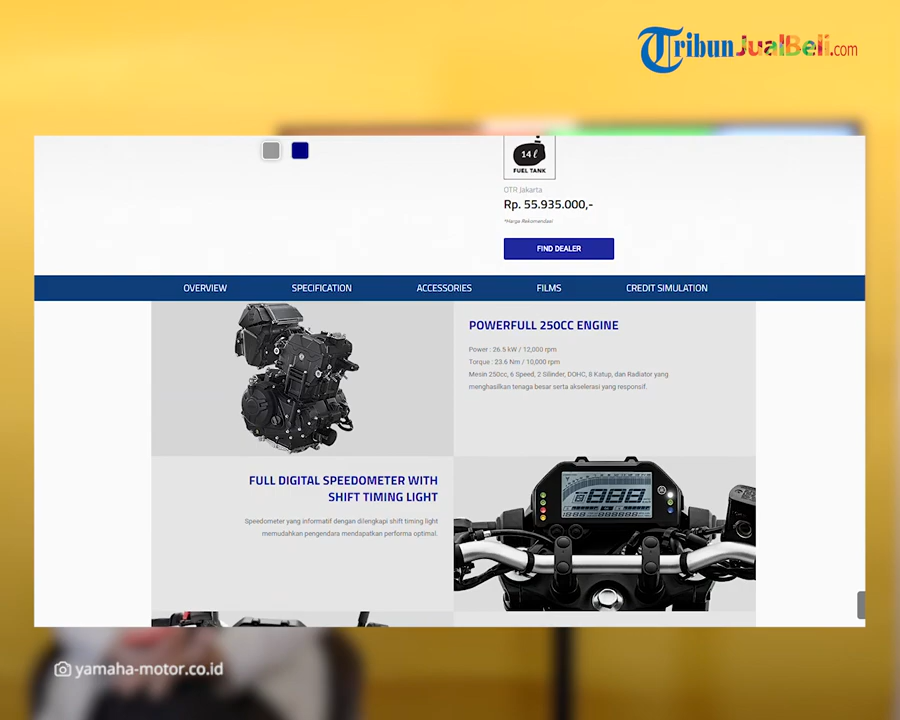 TribunJualBeli.com
14 ℓ
FUEL TANK
OTR Jakarta
Rp. 55.935.000,-
*Harga Rekomendasi
FIND DEALER
OVERVIEW SPECIFICATION ACCESSORIES FILMS CREDIT SIMULATION
POWERFULL 250CC ENGINE
Power : 26.5 kW / 12,000 rpm
Torque : 23.6 Nm / 10,000 rpm
Mesin 250cc, 6 Speed, 2 Silinder, DOHC, 8 Katup, dan Radiator yang
menghasilkan tenaga besar serta akselerasi yang responsif.
FULL DIGITAL SPEEDOMETER WITH
SHIFT TIMING LIGHT
Speedometer yang informatif dengan dilengkapi shift timing light
memudahkan pengendara mendapatkan performa optimal.
888
yamaha-motor.co.id